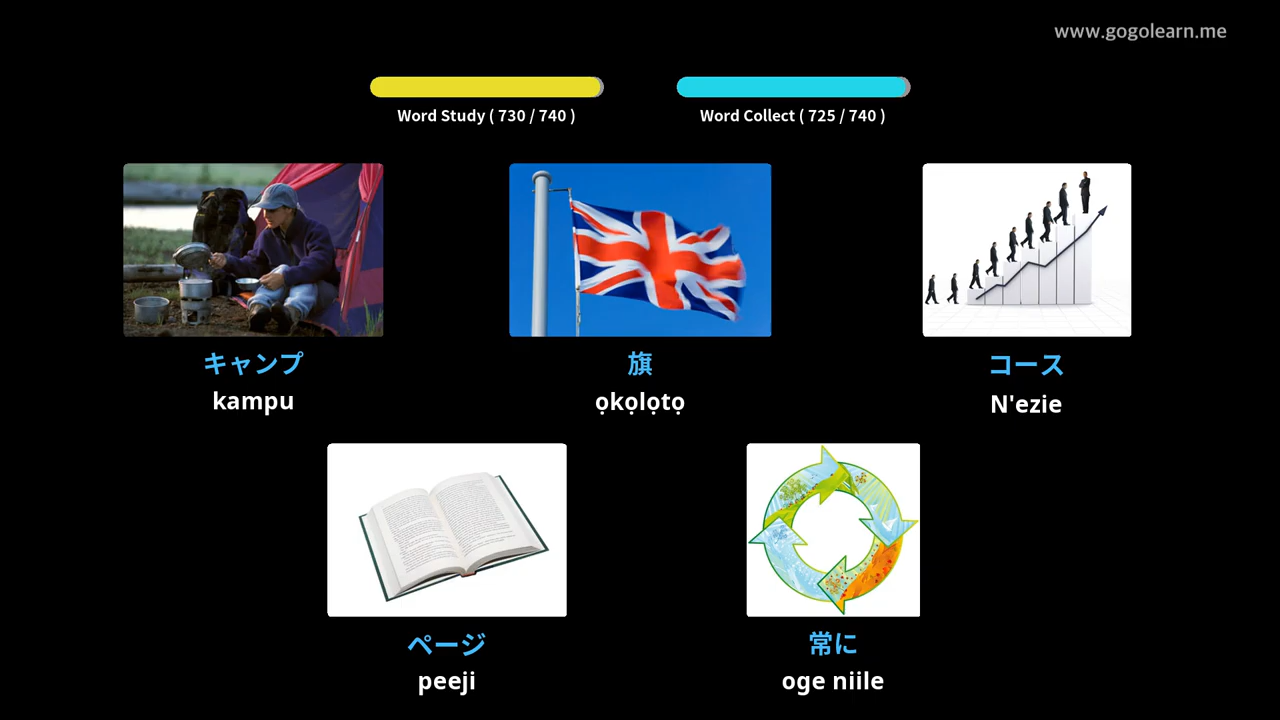 www.gogolearn.me
Word Study ( 730 / 740 )
Word Collect ( 725 / 740 )
キャンプ
kampu
旗
ọkọlọtọ
コース
N'ezie
ページ
peeji
常に
oge niile